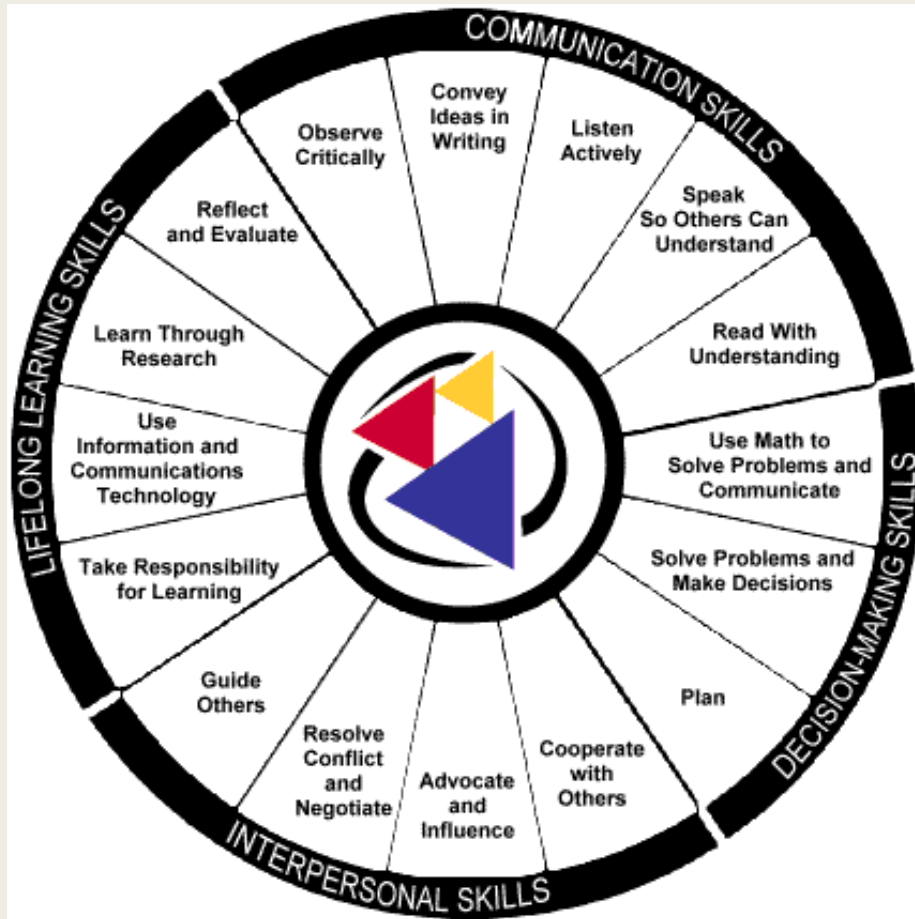 COMMUNICATION SKILLS
Observe
Critically
Convey
Ideas in
Writing
Listen
Actively
Speak
So Others Can
Understand
Read With
Understanding
DECISION-MAKING SKILLS
Use Math to
Solve Problems and
Communicate
Solve Problems and
Make Decisions
Plan
INTERPERSONAL SKILLS
Cooperate
with
Others
Advocate
and
Influence
Resolve
Conflict
and
Negotiate
Guide
Others
LIFELONG LEARNING SKILLS
Take Responsibility
for Learning
Use
Information and
Communications
Technology
Learn Through
Research
Reflect
and Evaluate